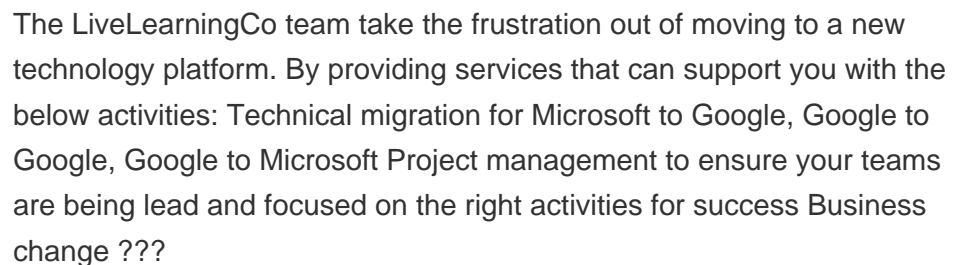 The LiveLearningCo team take the frustration out of moving to a new
technology platform. By providing services that can support you with the
below activities: Technical migration for Microsoft to Google, Google to
Google, Google to Microsoft Project management to ensure your teams
are being lead and focused on the right activities for success Business
change ???